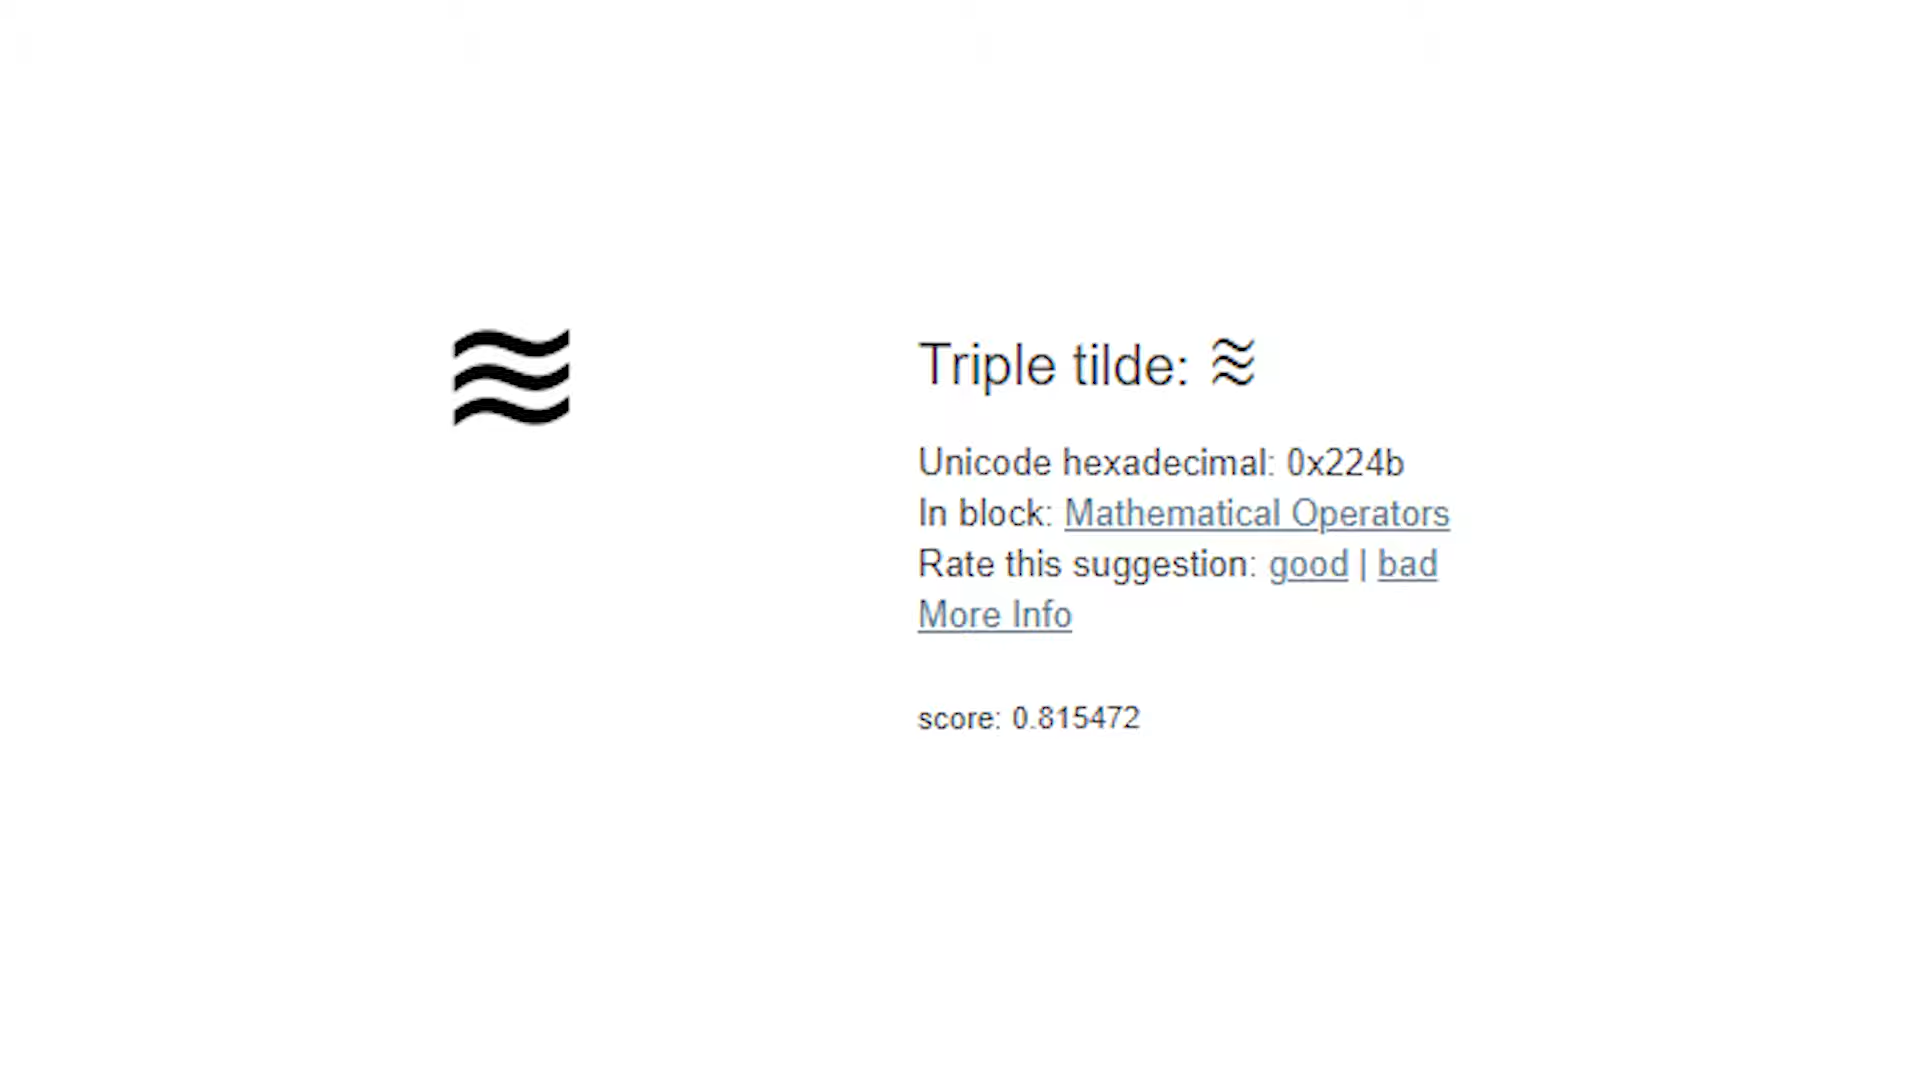 ≋
Triple tilde: ≋
Unicode hexadecimal: 0x224b
In block: Mathematical Operators
Rate this suggestion: good | bad
More Info
score: 0.815472